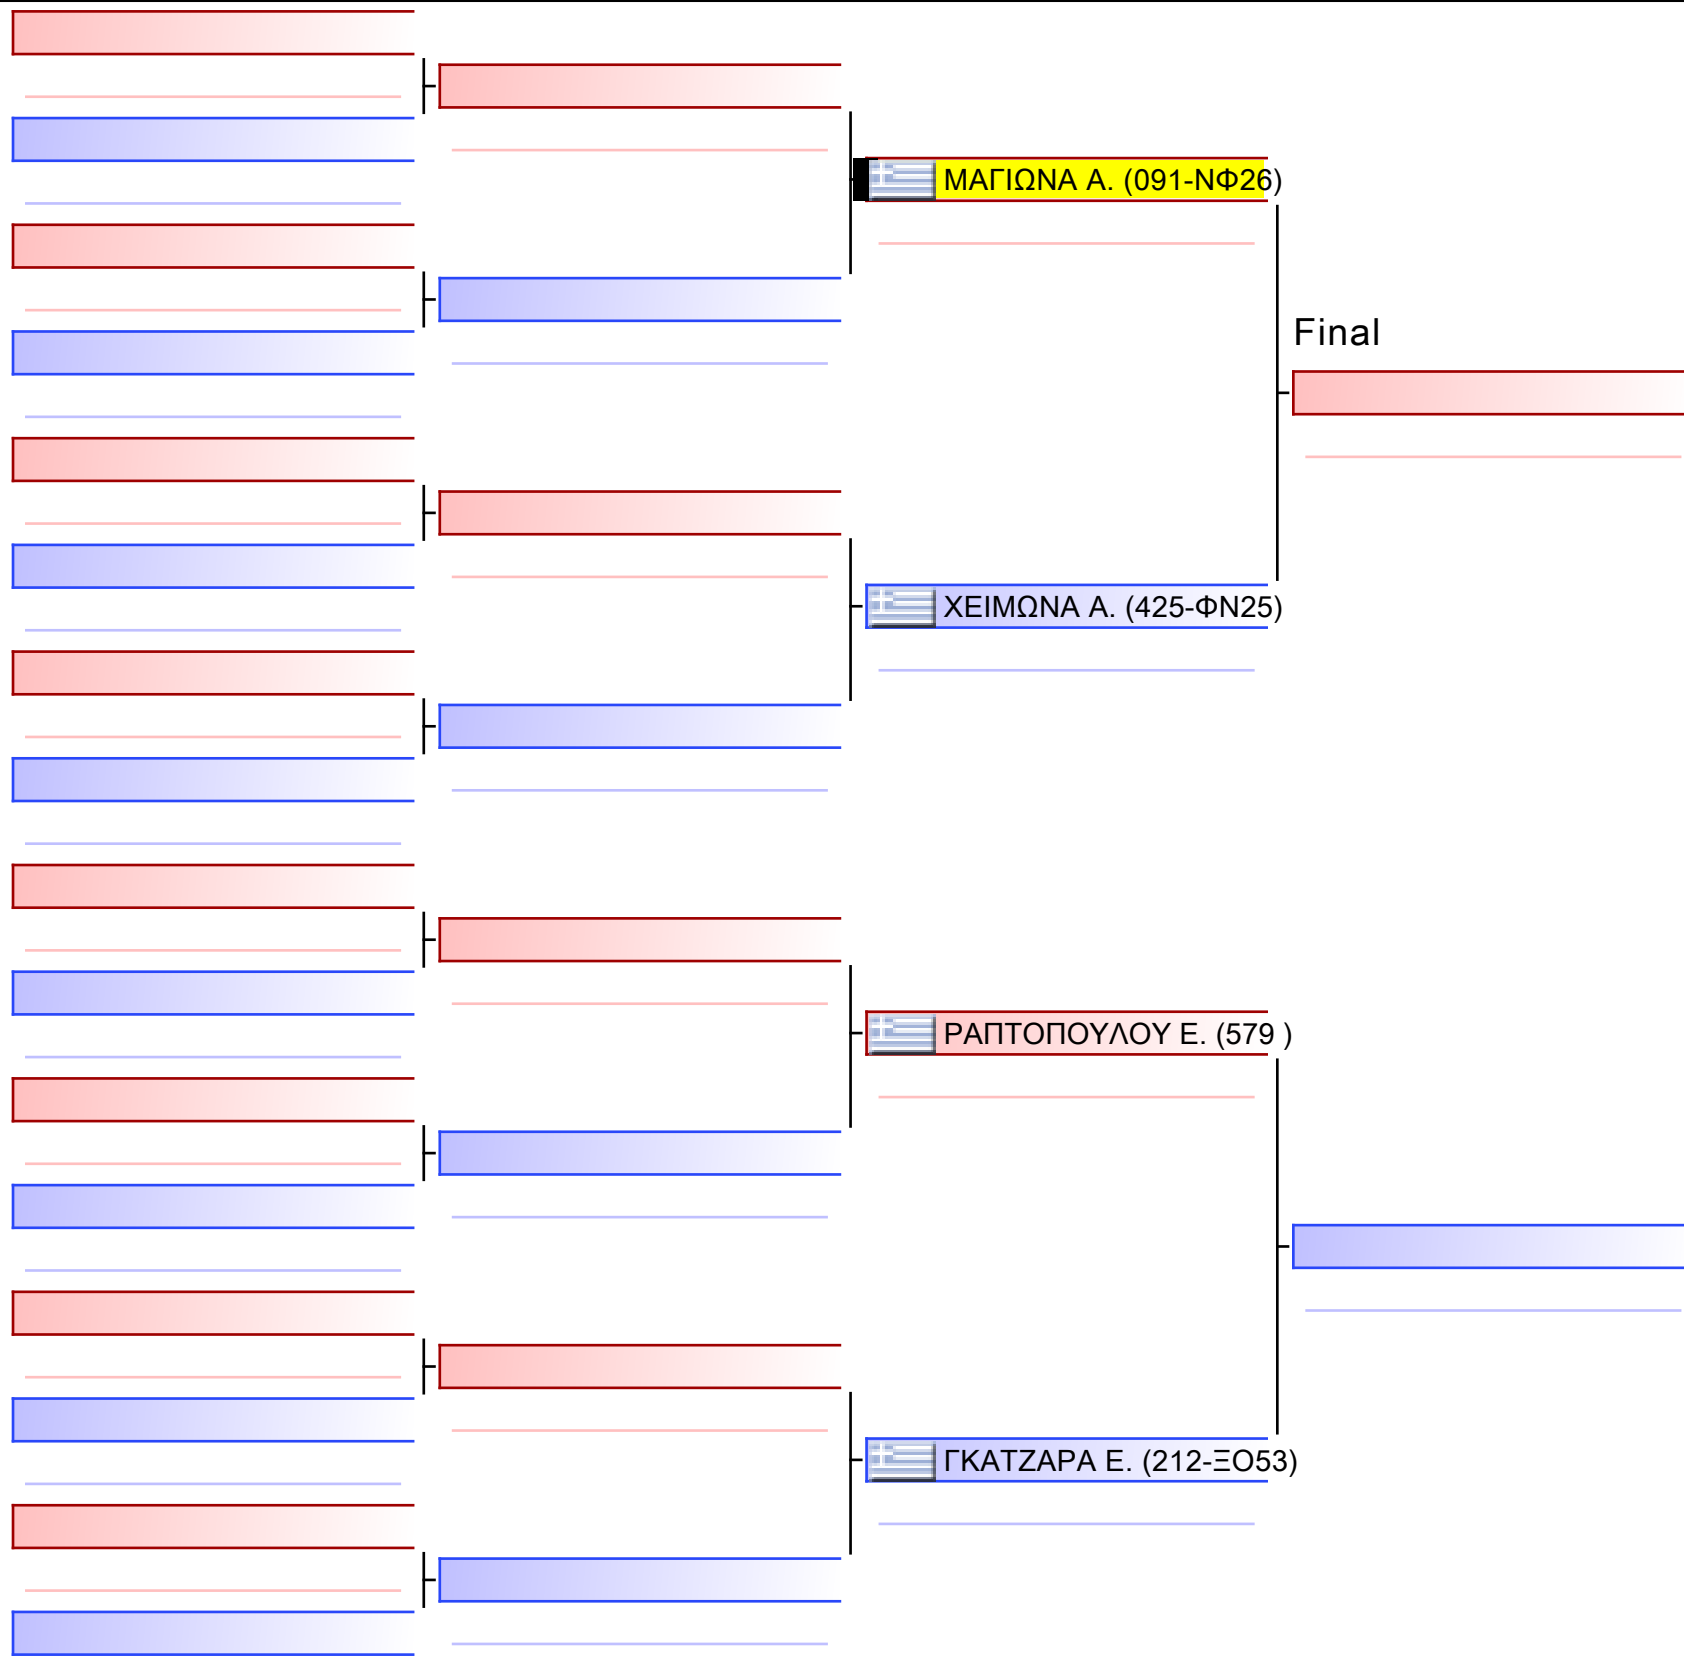 ΜΑΓΙΩΝΑ Α. (091-ΝΦ26)
Final
ΧΕΙΜΩΝΑ Α. (425-ΦΝ25)
ΡΑΠΤΟΠΟΥΛΟΥ Ε. (579 )
ΓΚΑΤΖΑΡΑ Ε. (212-ΞΟ53)